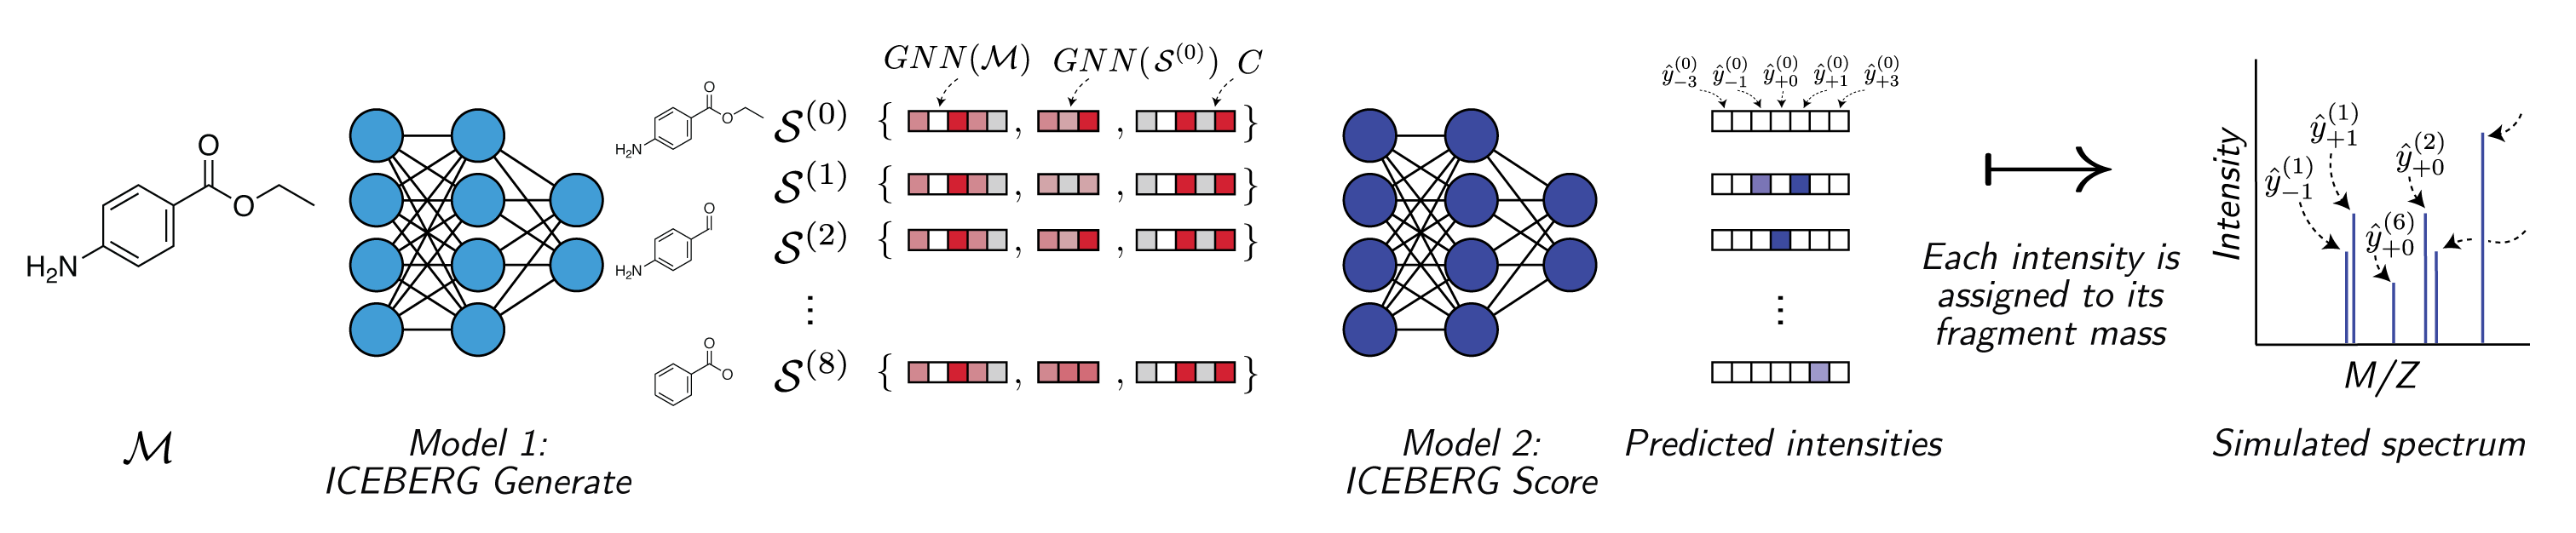 GNN(ℳ) GNN(𝒮^(0)) C
ŷ^(0)_{-3} ŷ^(0)_{-1} ŷ^(0)_{+0} ŷ^(0)_{+1} ŷ^(0)_{+3}
H₂N O O
H₂N O O 𝒮^(0) { , , }
𝒮^(1) { , , }
H₂N O 𝒮^(2) { , , }
⋮
O O 𝒮^(8) { , , }
⋮
Each intensity is
assigned to its
fragment mass
Intensity
ŷ^(1)_{-1} ŷ^(1)_{+1} ŷ^(6)_{+0} ŷ^(2)_{+0}
M/Z
ℳ
Model 1:
ICEBERG Generate
Model 2:
ICEBERG Score
Predicted intensities
Simulated spectrum